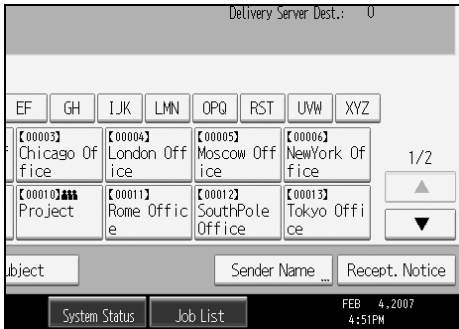 Delivery Server Dest.: 0
EF GH IJK LMN OPQ RST UVW XYZ
【00003】 【00004】 【00005】 【00006】
Chicago Of London Off Moscow Off NewYork Of
fice ice ice fice
1/2
【00010】 【00011】 【00012】 【00013】
Project Rome Offic SouthPole Tokyo Offi
e Office ce
ubject Sender Name ... Recept. Notice
System Status Job List FEB 4,2007
4:51PM